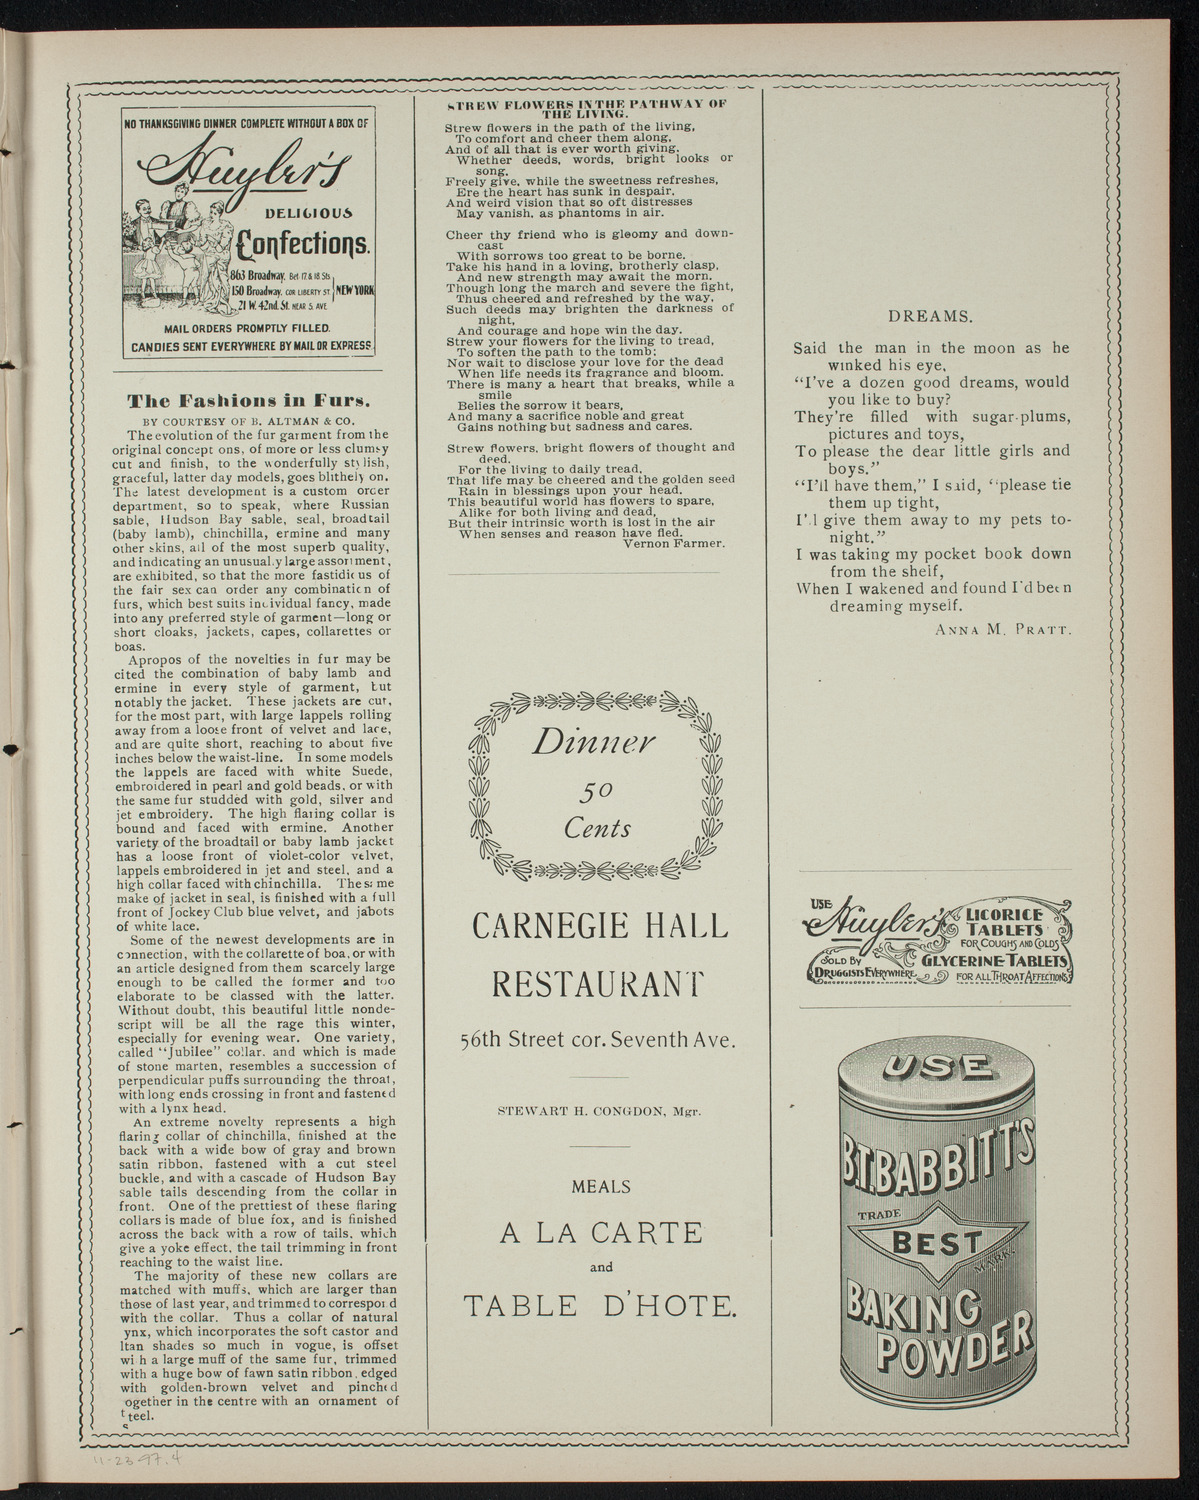 NO THANKSGIVING DINNER COMPLETE WITHOUT A BOX OF
Huyler's
DELICIOUS
Confections.
863 Broadway, Bet 17 & 18 Sts.
150 Broadway, COR LIBERTY ST. NEW YORK
21 W. 42nd. St. NEAR 5 AVE
MAIL ORDERS PROMPTLY FILLED.
CANDIES SENT EVERYWHERE BY MAIL OR EXPRESS.
The Fashions in Furs.
BY COURTESY OF B. ALTMAN & CO.
The evolution of the fur garment from the
original concept ons, of more or less clumsy
cut and finish, to the wonderfully stylish,
graceful, latter day models, goes blithely on.
The latest development is a custom order
department, so to speak, where Russian
sable, Hudson Bay sable, seal, broadtail
(baby lamb), chinchilla, ermine and many
other skins, all of the most superb quality,
and indicating an unusual.y large assortment,
are exhibited, so that the more fastidious of
the fair sex can order any combination of
furs, which best suits individual fancy, made
into any preferred style of garment—long or
short cloaks, jackets, capes, collarettes or
boas.
Apropos of the novelties in fur may be
cited the combination of baby lamb and
ermine in every style of garment, but
notably the jacket. These jackets are cut,
for the most part, with large lappels rolling
away from a loose front of velvet and lace,
and are quite short, reaching to about five
inches below the waist-line. In some models
the lappels are faced with white Suede,
embroidered in pearl and gold beads, or with
the same fur studded with gold, silver and
jet embroidery. The high flaring collar is
bound and faced with ermine. Another
variety of the broadtail or baby lamb jacket
has a loose front of violet-color velvet,
lappels embroidered in jet and steel, and a
high collar faced with chinchilla. The same
make of jacket in seal, is finished with a full
front of Jockey Club blue velvet, and jabots
of white lace.
Some of the newest developments are in
connection, with the collarette of boa, or with
an article designed from them scarcely large
enough to be called the former and too
elaborate to be classed with the latter.
Without doubt, this beautiful little nonde-
script will be all the rage this winter,
especially for evening wear. One variety,
called "Jubilee" collar, and which is made
of stone marten, resembles a succession of
perpendicular puffs surrounding the throat,
with long ends crossing in front and fastened
with a lynx head.
An extreme novelty represents a high
flaring collar of chinchilla, finished at the
back with a wide bow of gray and brown
satin ribbon, fastened with a cut steel
buckle, and with a cascade of Hudson Bay
sable tails descending from the collar in
front. One of the prettiest of these flaring
collars is made of blue fox, and is finished
across the back with a row of tails, which
give a yoke effect, the tail trimming in front
reaching to the waist line.
The majority of these new collars are
matched with muffs, which are larger than
those of last year, and trimmed to correspond
with the collar. Thus a collar of natural
ynx, which incorporates the soft castor and
ltan shades so much in vogue, is offset
wi h a large muff of the same fur, trimmed
with a huge bow of fawn satin ribbon, edged
with golden-brown velvet and pinched
ogether in the centre with an ornament of
t teel.
s
STREW FLOWERS IN THE PATHWAY OF
THE LIVING.
Strew flowers in the path of the living,
To comfort and cheer them along,
And of all that is ever worth giving.
Whether deeds, words, bright looks or
song.
Freely give, while the sweetness refreshes,
Ere the heart has sunk in despair,
And weird vision that so oft distresses
May vanish, as phantoms in air.
Cheer thy friend who is gleomy and down-
cast
With sorrows too great to be borne,
Take his hand in a loving, brotherly clasp,
And new strength may await the morn.
Though long the march and severe the fight,
Thus cheered and refreshed by the way,
Such deeds may brighten the darkness of
night,
And courage and hope win the day.
Strew your flowers for the living to tread,
To soften the path to the tomb;
Nor wait to disclose your love for the dead
When life needs its fragrance and bloom.
There is many a heart that breaks, while a
smile
Belies the sorrow it bears,
And many a sacrifice noble and great
Gains nothing but sadness and cares.
Strew flowers, bright flowers of thought and
deed,
For the living to daily tread,
That life may be cheered and the golden seed
Rain in blessings upon your head.
This beautiful world has flowers to spare,
Alike for both living and dead,
But their intrinsic worth is lost in the air
When senses and reason have fled.
Vernon Farmer.
Dinner
50
Cents
CARNEGIE HALL
RESTAURANT
56th Street cor. Seventh Ave.
STEWART H. CONGDON, Mgr.
MEALS
A LA CARTE
and
TABLE D'HOTE.
DREAMS.
Said the man in the moon as he
winked his eye,
"I've a dozen good dreams, would
you like to buy?
They're filled with sugar-plums,
pictures and toys,
To please the dear little girls and
boys."
"I'll have them," I said, "please tie
them up tight,
I'll give them away to my pets to-
night."
I was taking my pocket book down
from the shelf,
When I wakened and found I'd been
dreaming myself.
ANNA M. PRATT.
USE
Huyler's
LICORICE
TABLETS
FOR COUGHS AND COLDS
SOLD BY
DRUGGISTS EVERYWHERE
GLYCERINE TABLETS
FOR ALL THROAT AFFECTIONS
USE
B.T. BABBITT'S
TRADE
BEST
MARK.
BAKING
POWDER
11-23-97.4